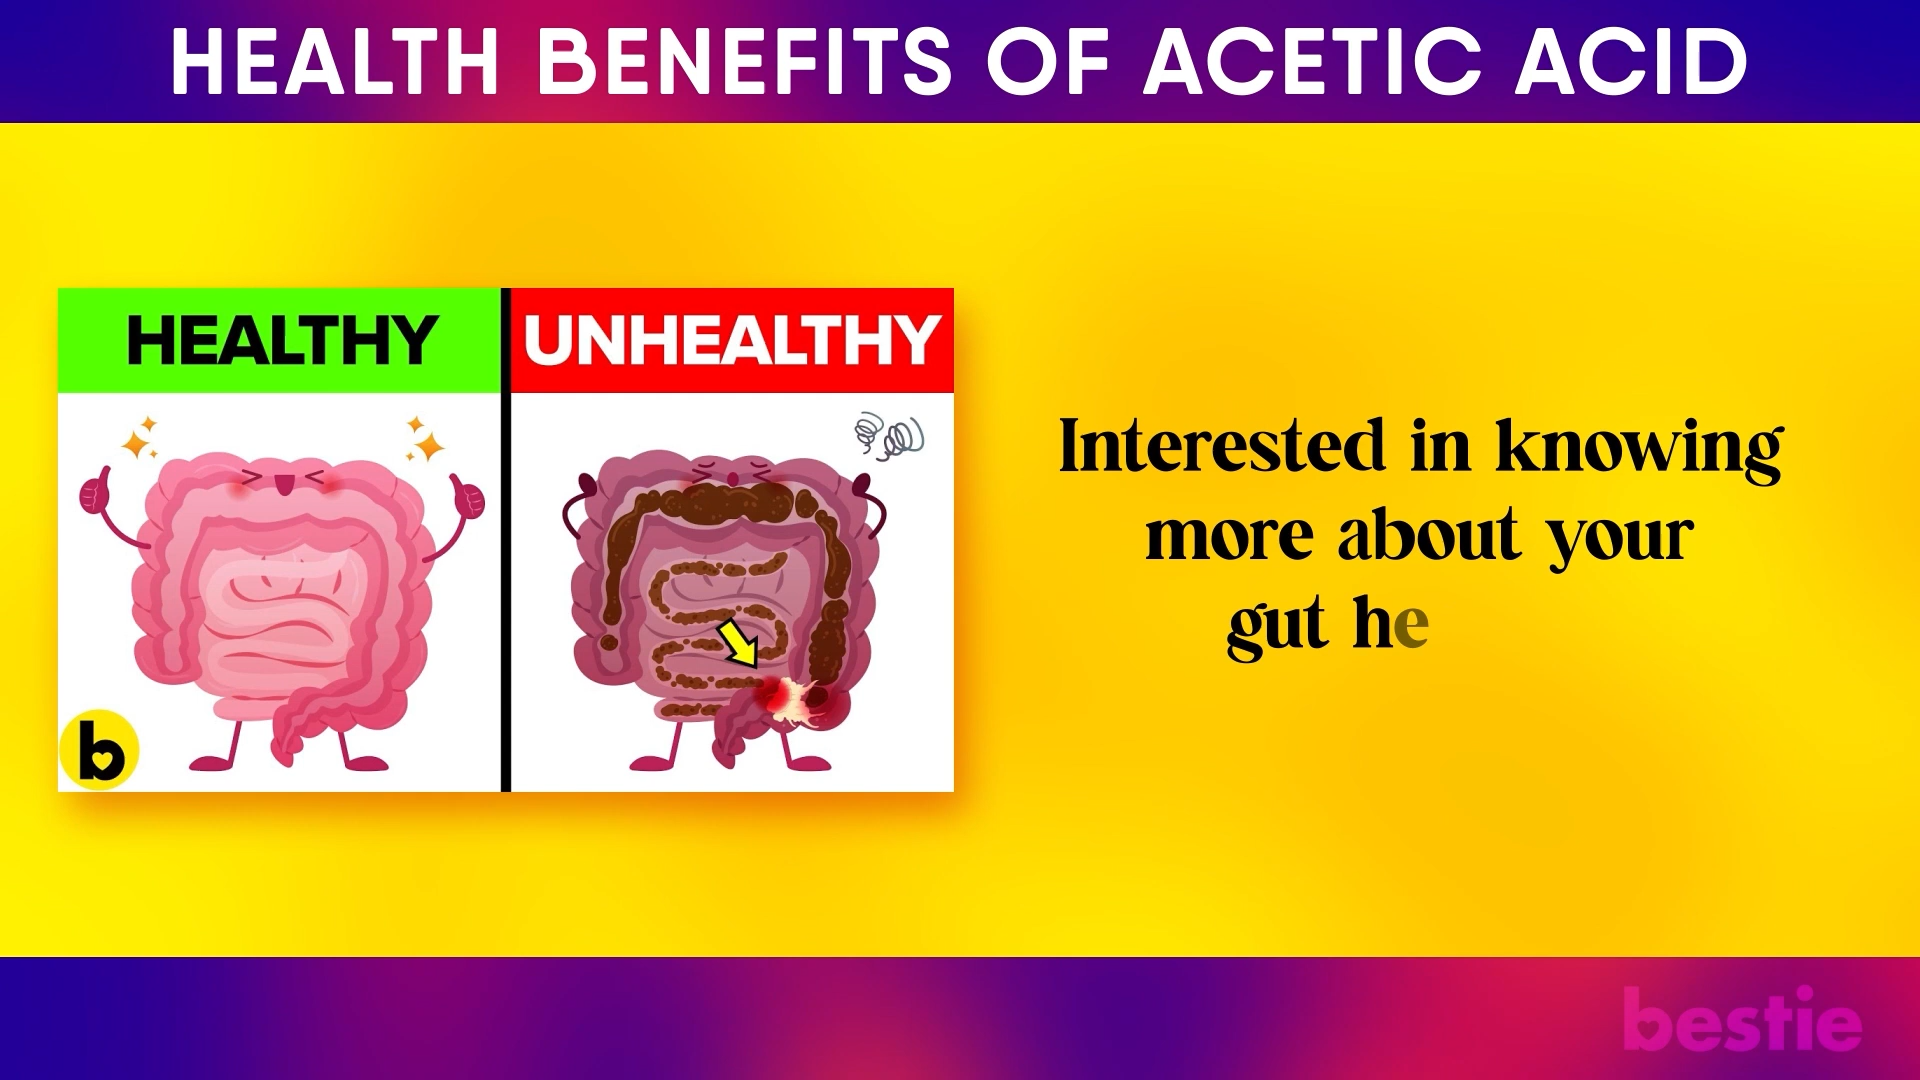 HEALTH BENEFITS OF ACETIC ACID
HEALTHY
UNHEALTHY
Interested in knowing
more about your
gut he
b
bestie